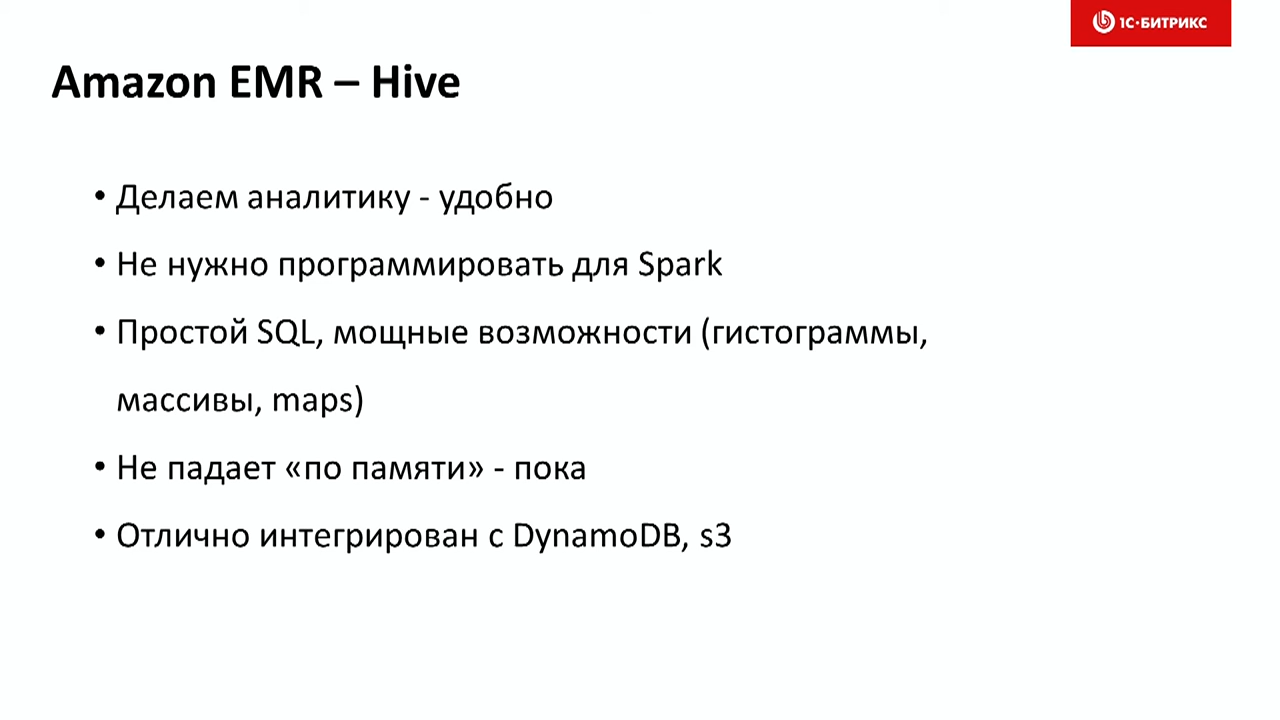 1С·БИТРИКС
Amazon EMR – Hive
• Делаем аналитику - удобно
• Не нужно программировать для Spark
• Простой SQL, мощные возможности (гистограммы,
массивы, maps)
• Не падает «по памяти» - пока
• Отлично интегрирован с DynamoDB, s3